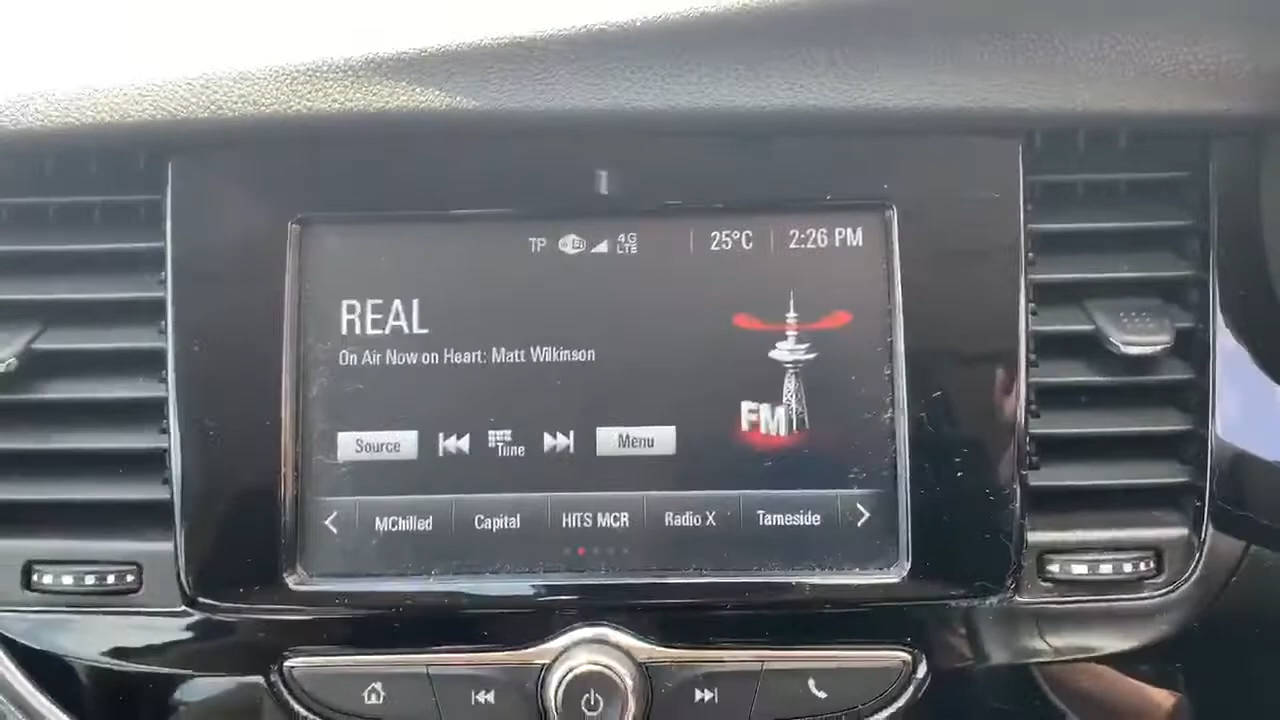 TP 4G LTE 25°C 2:26 PM
REAL
On Air Now on Heart: Matt Wilkinson
FM
Source Tune Menu
MChilled Capital HITS MCR Radio X Tameside